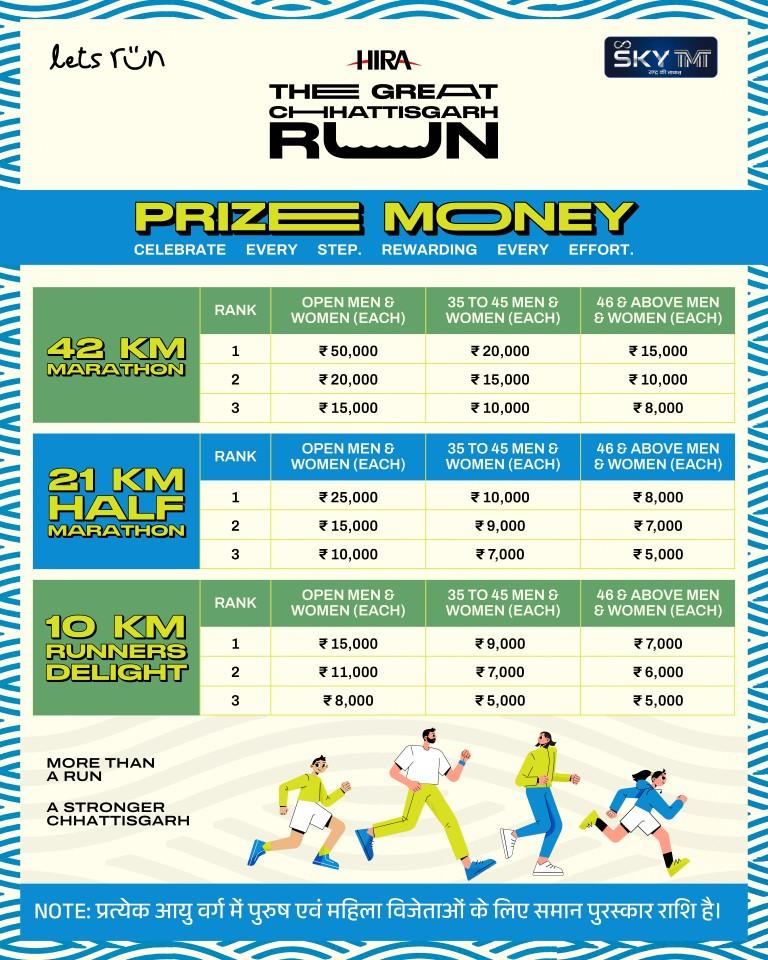 lets run
HIRA
SKY TMT
राष्ट्र की ताकत
THE GREAT
CHHATTISGARH
RUN
PRIZE MONEY
CELEBRATE EVERY STEP. REWARDING EVERY EFFORT.
42 KM
MARATHON
RANK OPEN MEN & WOMEN (EACH) 35 TO 45 MEN & WOMEN (EACH) 46 & ABOVE MEN & WOMEN (EACH)
1 ₹ 50,000 ₹ 20,000 ₹ 15,000
2 ₹ 20,000 ₹ 15,000 ₹ 10,000
3 ₹ 15,000 ₹ 10,000 ₹ 8,000
21 KM
HALF
MARATHON
RANK OPEN MEN & WOMEN (EACH) 35 TO 45 MEN & WOMEN (EACH) 46 & ABOVE MEN & WOMEN (EACH)
1 ₹ 25,000 ₹ 10,000 ₹ 8,000
2 ₹ 15,000 ₹ 9,000 ₹ 7,000
3 ₹ 10,000 ₹ 7,000 ₹ 5,000
10 KM
RUNNERS
DELIGHT
RANK OPEN MEN & WOMEN (EACH) 35 TO 45 MEN & WOMEN (EACH) 46 & ABOVE MEN & WOMEN (EACH)
1 ₹ 15,000 ₹ 9,000 ₹ 7,000
2 ₹ 11,000 ₹ 7,000 ₹ 6,000
3 ₹ 8,000 ₹ 5,000 ₹ 5,000
MORE THAN
A RUN
A STRONGER
CHHATTISGARH
NOTE: प्रत्येक आयु वर्ग में पुरुष एवं महिला विजेताओं के लिए समान पुरस्कार राशि है।